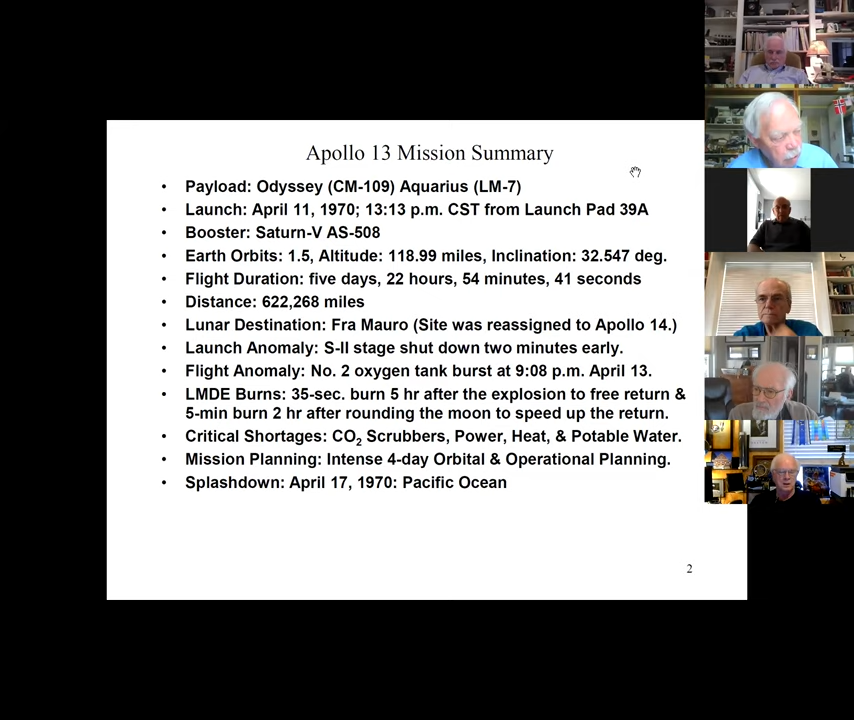 Apollo 13 Mission Summary
• Payload: Odyssey (CM-109) Aquarius (LM-7)
• Launch: April 11, 1970; 13:13 p.m. CST from Launch Pad 39A
• Booster: Saturn-V AS-508
• Earth Orbits: 1.5, Altitude: 118.99 miles, Inclination: 32.547 deg.
• Flight Duration: five days, 22 hours, 54 minutes, 41 seconds
• Distance: 622,268 miles
• Lunar Destination: Fra Mauro (Site was reassigned to Apollo 14.)
• Launch Anomaly: S-II stage shut down two minutes early.
• Flight Anomaly: No. 2 oxygen tank burst at 9:08 p.m. April 13.
• LMDE Burns: 35-sec. burn 5 hr after the explosion to free return &
5-min burn 2 hr after rounding the moon to speed up the return.
• Critical Shortages: CO₂ Scrubbers, Power, Heat, & Potable Water.
• Mission Planning: Intense 4-day Orbital & Operational Planning.
• Splashdown: April 17, 1970: Pacific Ocean
2